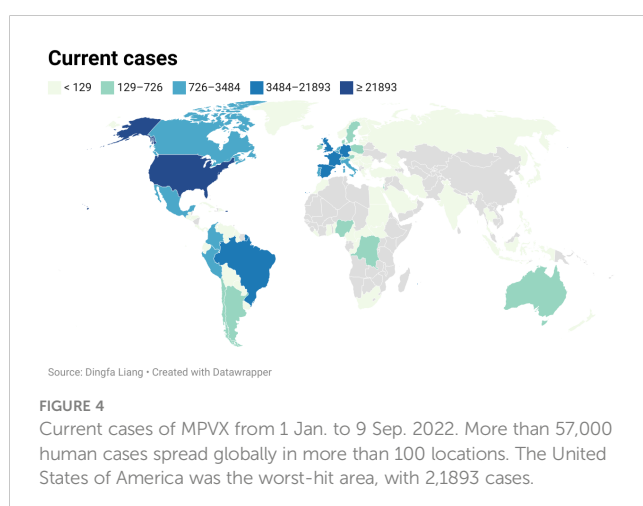 Current cases
< 129 129–726 726–3484 3484–21893 ≥ 21893
Source: Dingfa Liang • Created with Datawrapper
FIGURE 4
Current cases of MPVX from 1 Jan. to 9 Sep. 2022. More than 57,000
human cases spread globally in more than 100 locations. The United
States of America was the worst-hit area, with 2,1893 cases.